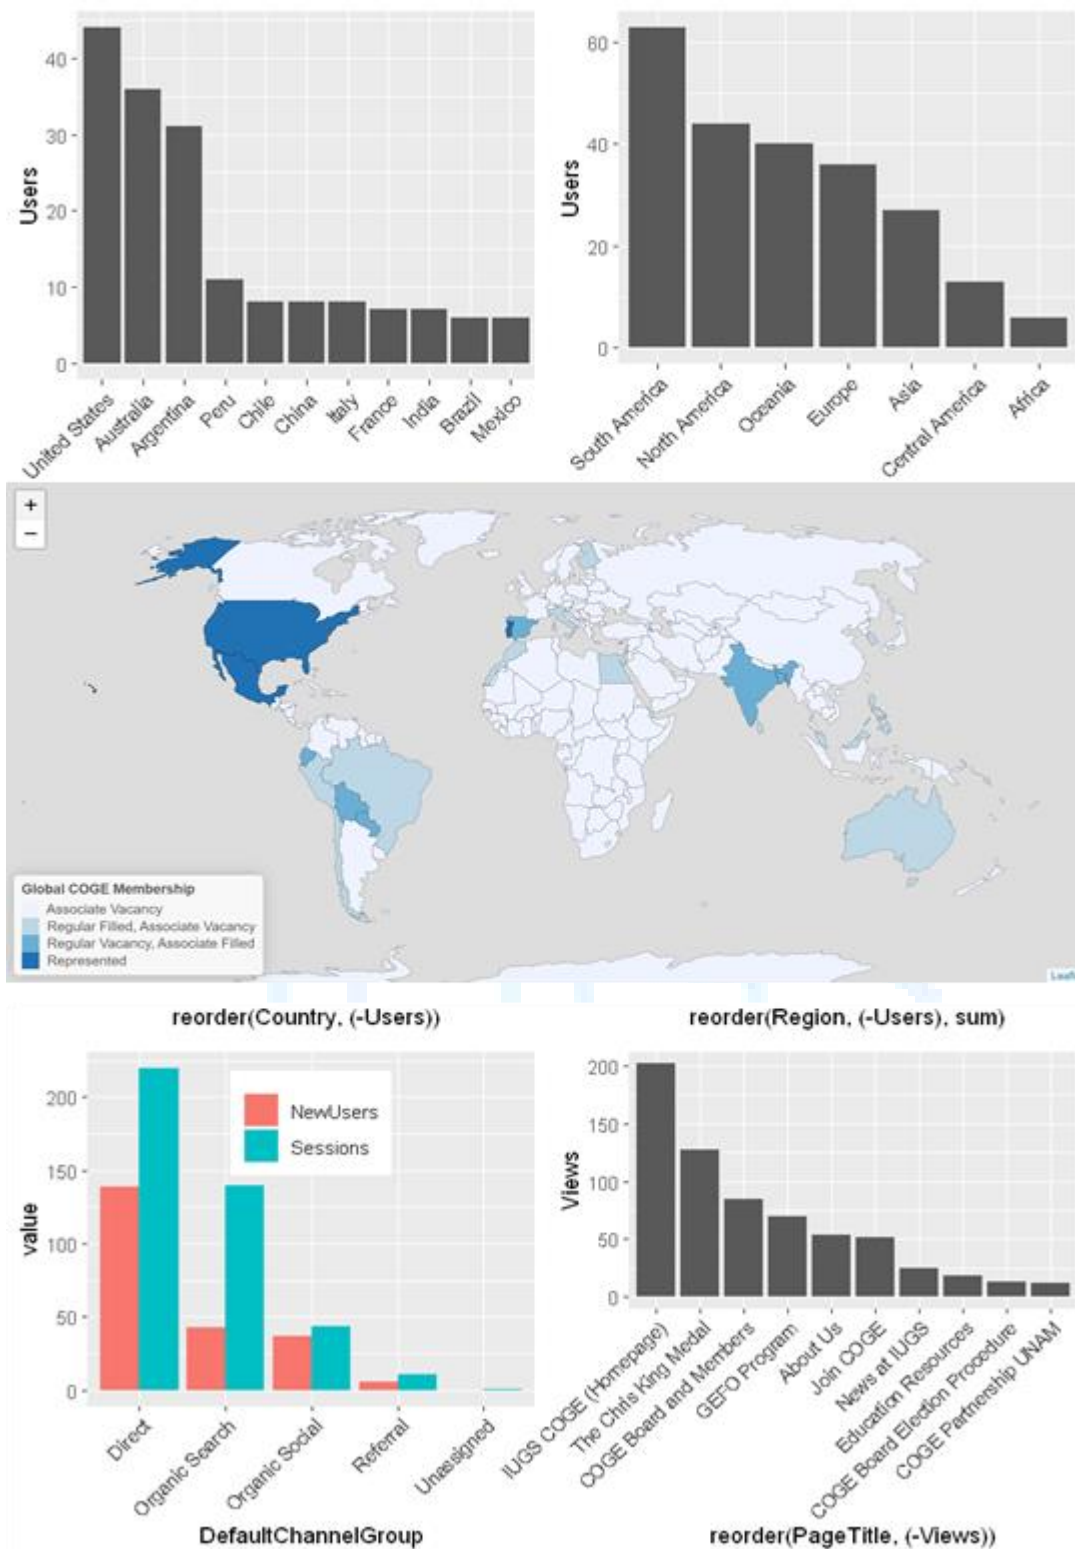 40
30
20
10
0
Users
United States
Australia
Argentina
Peru
Chile
China
Italy
France
India
Brazil
Mexico
60
40
20
0
Users
South America
North America
Oceania
Europe
Asia
Central America
Africa
+
−
Global COGE Membership
Associate Vacancy
Regular Filled, Associate Vacancy
Regular Vacancy, Associate Filled
Represented
reorder(Country, (-Users))
reorder(Region, (-Users), sum)
200
150
100
50
0
value
NewUsers
Sessions
Direct
Organic Search
Organic Social
Referral
Unassigned
DefaultChannelGroup
200
150
100
50
0
Views
IUGS COGE (Homepage)
The Chris King Medal
COGE Board and Members
GEFO Program
About Us
Join COGE
News at IUGS
Education Resources
COGE Board Election Procedure
COGE Partnership UNAM
reorder(PageTitle, (-Views))